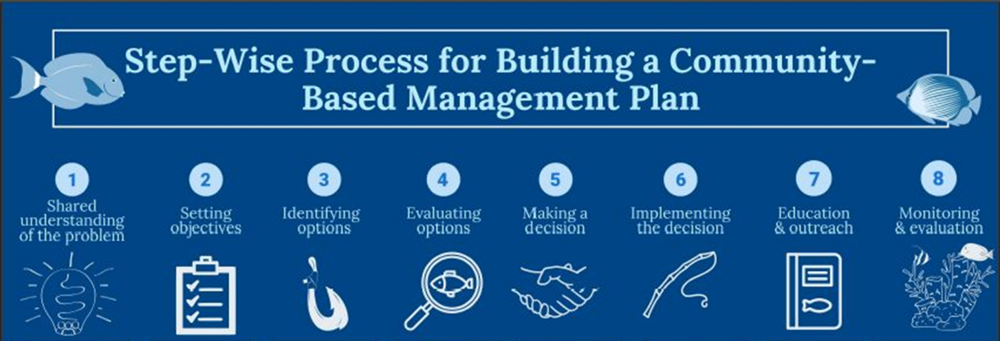 Step-Wise Process for Building a Community-
Based Management Plan
1
Shared
understanding
of the problem
2
Setting
objectives
3
Identifying
options
4
Evaluating
options
5
Making a
decision
6
Implementing
the decision
7
Education
& outreach
8
Monitoring
& evaluation